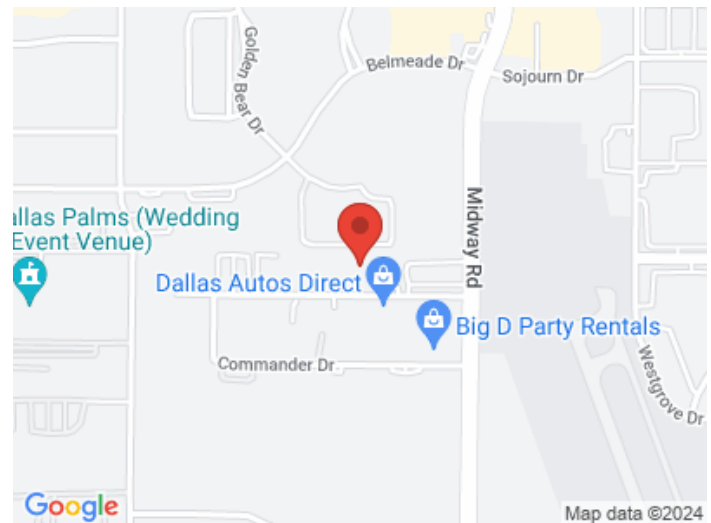 Golden Bear Dr
Belmeade Dr
Sojourn Dr
allas Palms (Wedding
Event Venue)
Midway Rd
Dallas Autos Direct
Big D Party Rentals
Commander Dr
Westgrove Dr
Google
Map data ©2024